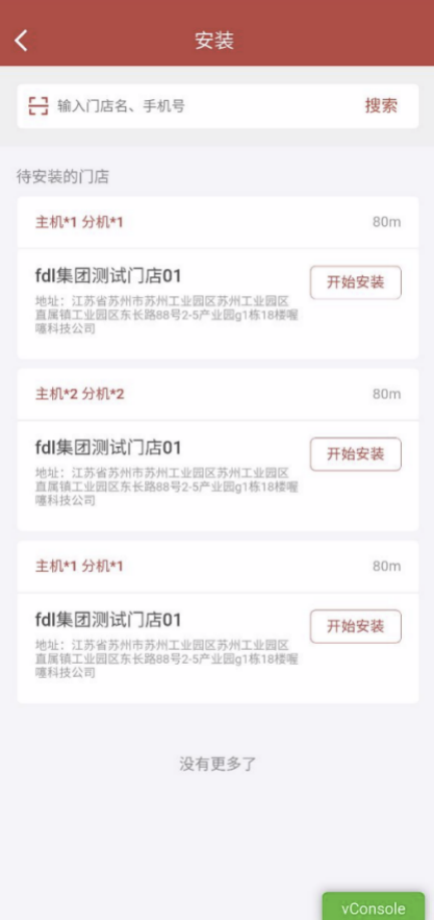 安装
输入门店名、手机号
搜索
待安装的门店
主机*1 分机*1
80m
fdl集团测试门店01
开始安装
地址：江苏省苏州市苏州工业园区苏州工业园区
直属镇工业园区东长路88号2-5产业园g1栋18楼喔
噻科技公司
主机*2 分机*2
80m
fdl集团测试门店01
开始安装
地址：江苏省苏州市苏州工业园区苏州工业园区
直属镇工业园区东长路88号2-5产业园g1栋18楼喔
噻科技公司
主机*1 分机*1
80m
fdl集团测试门店01
开始安装
地址：江苏省苏州市苏州工业园区苏州工业园区
直属镇工业园区东长路88号2-5产业园g1栋18楼喔
噻科技公司
没有更多了
vConsole